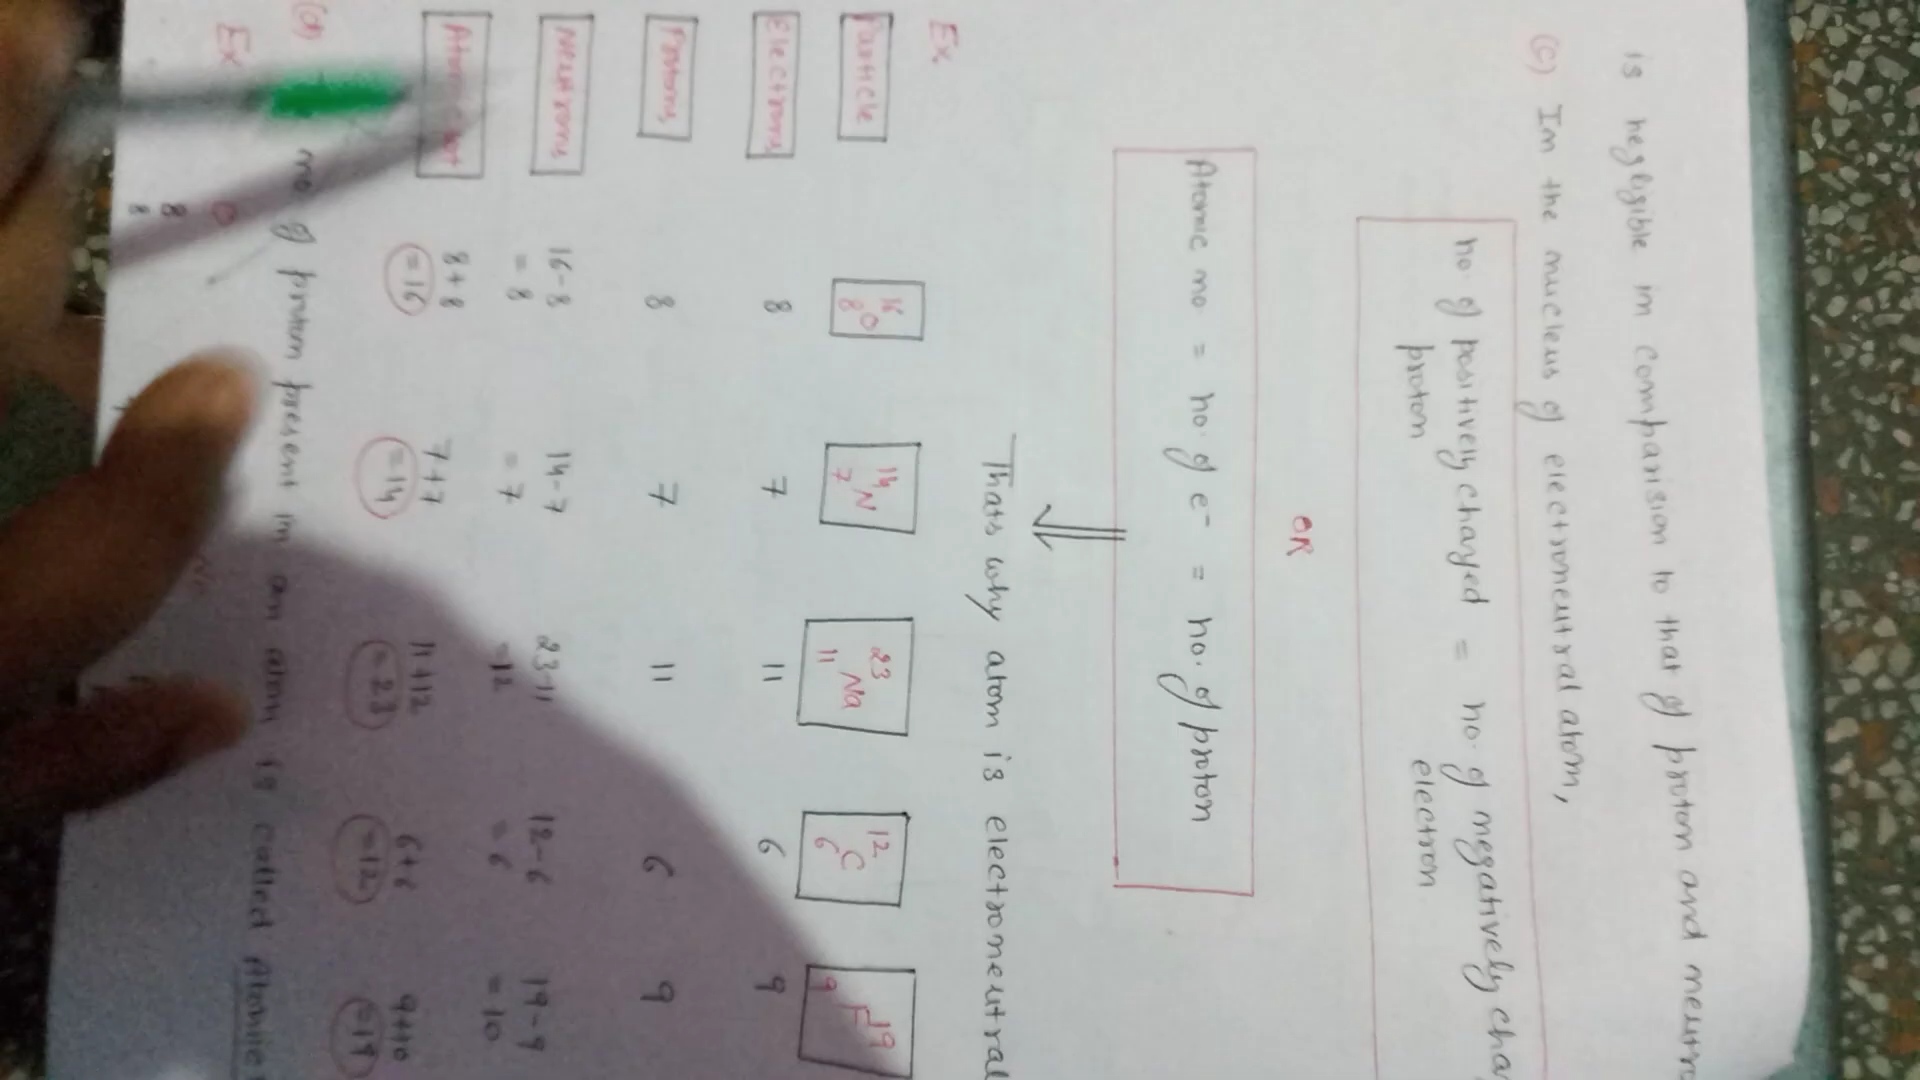 is negligible in comparision to that of proton and neutro
(c) In the nucleus of electroneutral atom,
no of positively charged = no. of negatively cha
proton electron
OR
Atomic no = no. of e- = no. of proton
Thats why atom is electroneutral
Ex
Particle 16 8 O 14 7 N 23 11 Na 12 6 C 9 F 19
Electrons 8 7 11 6 9
Protons 8 7 11 6 9
Neutrons 16-8 14-7 23-11 12-6 19-9
= 8 = 7 =12 = 6 = 10
8+8 7+7 11+12 6+6 9+10
=16 =14 =23 =12 =19
(d) no of proton present in an atom is called Atomic
Ex O
8
8